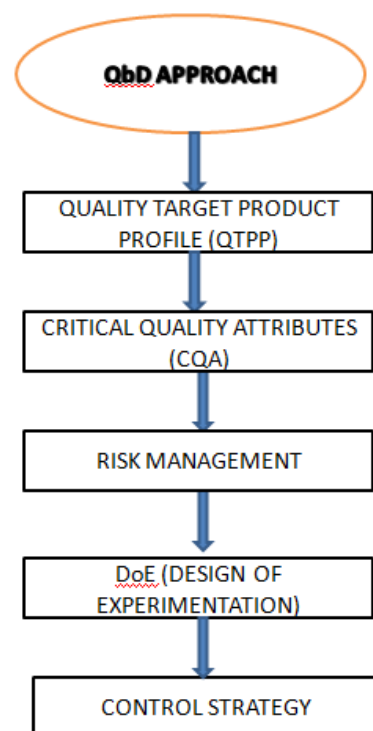 QbD APPROACH
QUALITY TARGET PRODUCT
PROFILE (QTPP)
CRITICAL QUALITY ATTRIBUTES
(CQA)
RISK MANAGEMENT
DoE (DESIGN OF
EXPERIMENTATION)
CONTROL STRATEGY